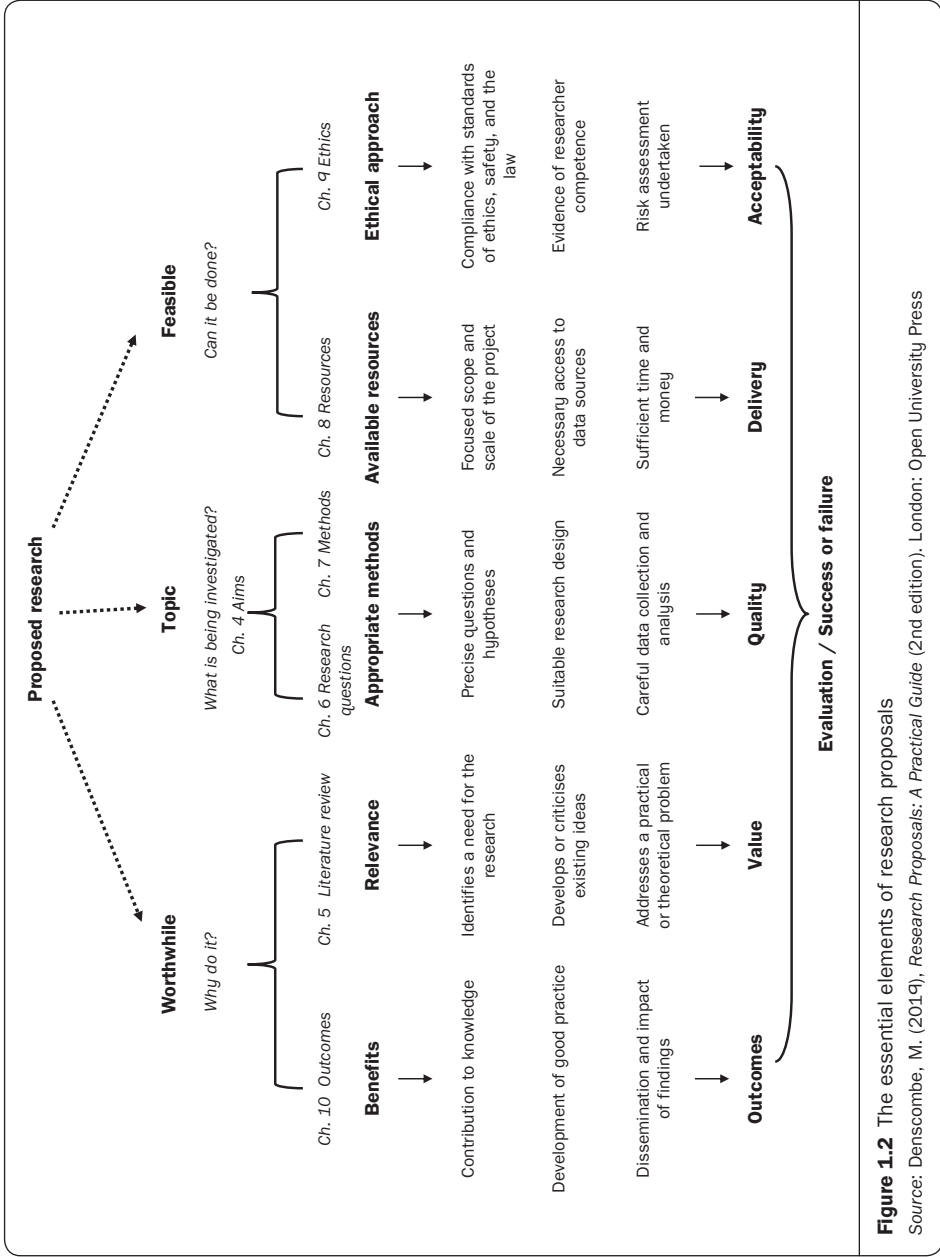 Proposed research
Worthwhile
Topic
Feasible
Why do it?
What is being investigated?
Ch. 4 Aims
Can it be done?
Ch. 10 Outcomes
Ch. 5 Literature review
Ch. 6 Research
questions
Ch. 7 Methods
Ch. 8 Resources
Ch. 9 Ethics
Benefits
Relevance
Appropriate methods
Available resources
Ethical approach
Contribution to knowledge
Identifies a need for the
research
Precise questions and
hypotheses
Focused scope and
scale of the project
Compliance with standards
of ethics, safety, and the
law
Development of good practice
Develops or criticises
existing ideas
Suitable research design
Necessary access to
data sources
Evidence of researcher
competence
Dissemination and impact
of findings
Addresses a practical
or theoretical problem
Careful data collection and
analysis
Sufficient time and
money
Risk assessment
undertaken
Outcomes
Value
Quality
Delivery
Acceptability
Evaluation / Success or failure
Figure 1.2 The essential elements of research proposals
Source: Denscombe, M. (2019), Research Proposals: A Practical Guide (2nd edition). London: Open University Press